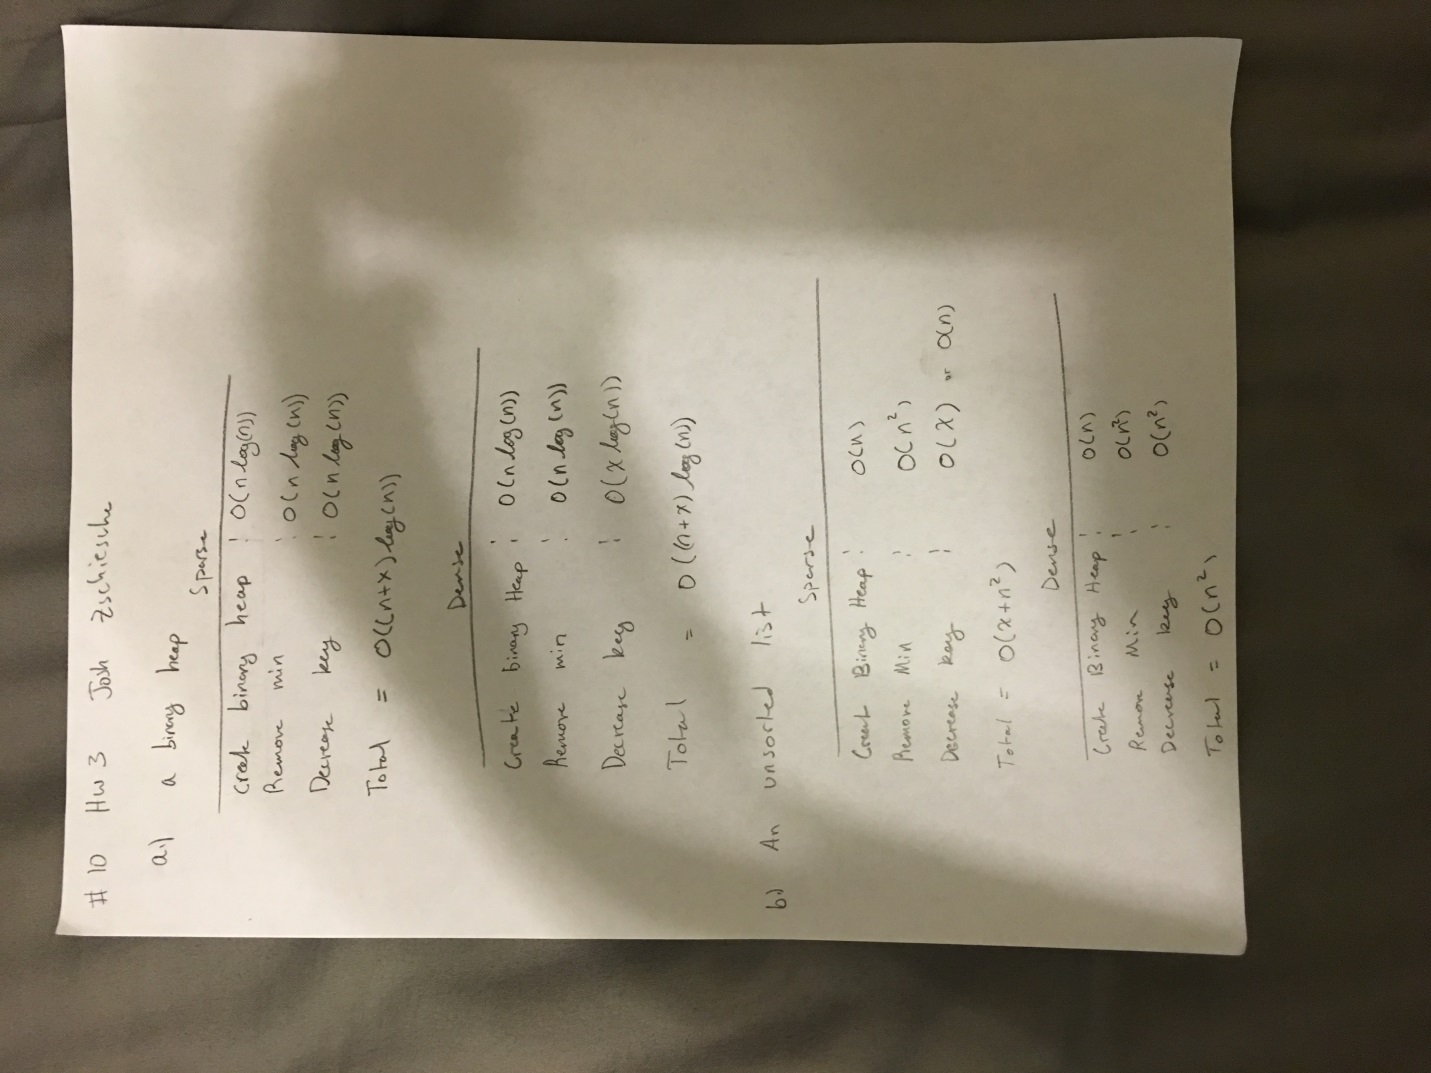 # 10 Hw 3 Josh Zschiesche
a.) a binary heap
Sparse
Create binary heap : O(n log(n))
Remove min : O(n log(n))
Decrease key : O(n log(n))
Total = O((n+x) log(n))
Dense
Create binary Heap : O(n log(n))
Remove min : O(n log(n))
Decrease key : O(x log(n))
Total = O((n+x) log(n))
b) An unsorted list
Sparse
Creat Binary Heap : O(n)
Remove Min : O(n²)
Decrease key : O(x) or O(n)
Total = O(x+n²)
Dense
Create Binary Heap : O(n)
Remove Min : O(n²)
Decrease key : O(n²)
Total = O(n²)